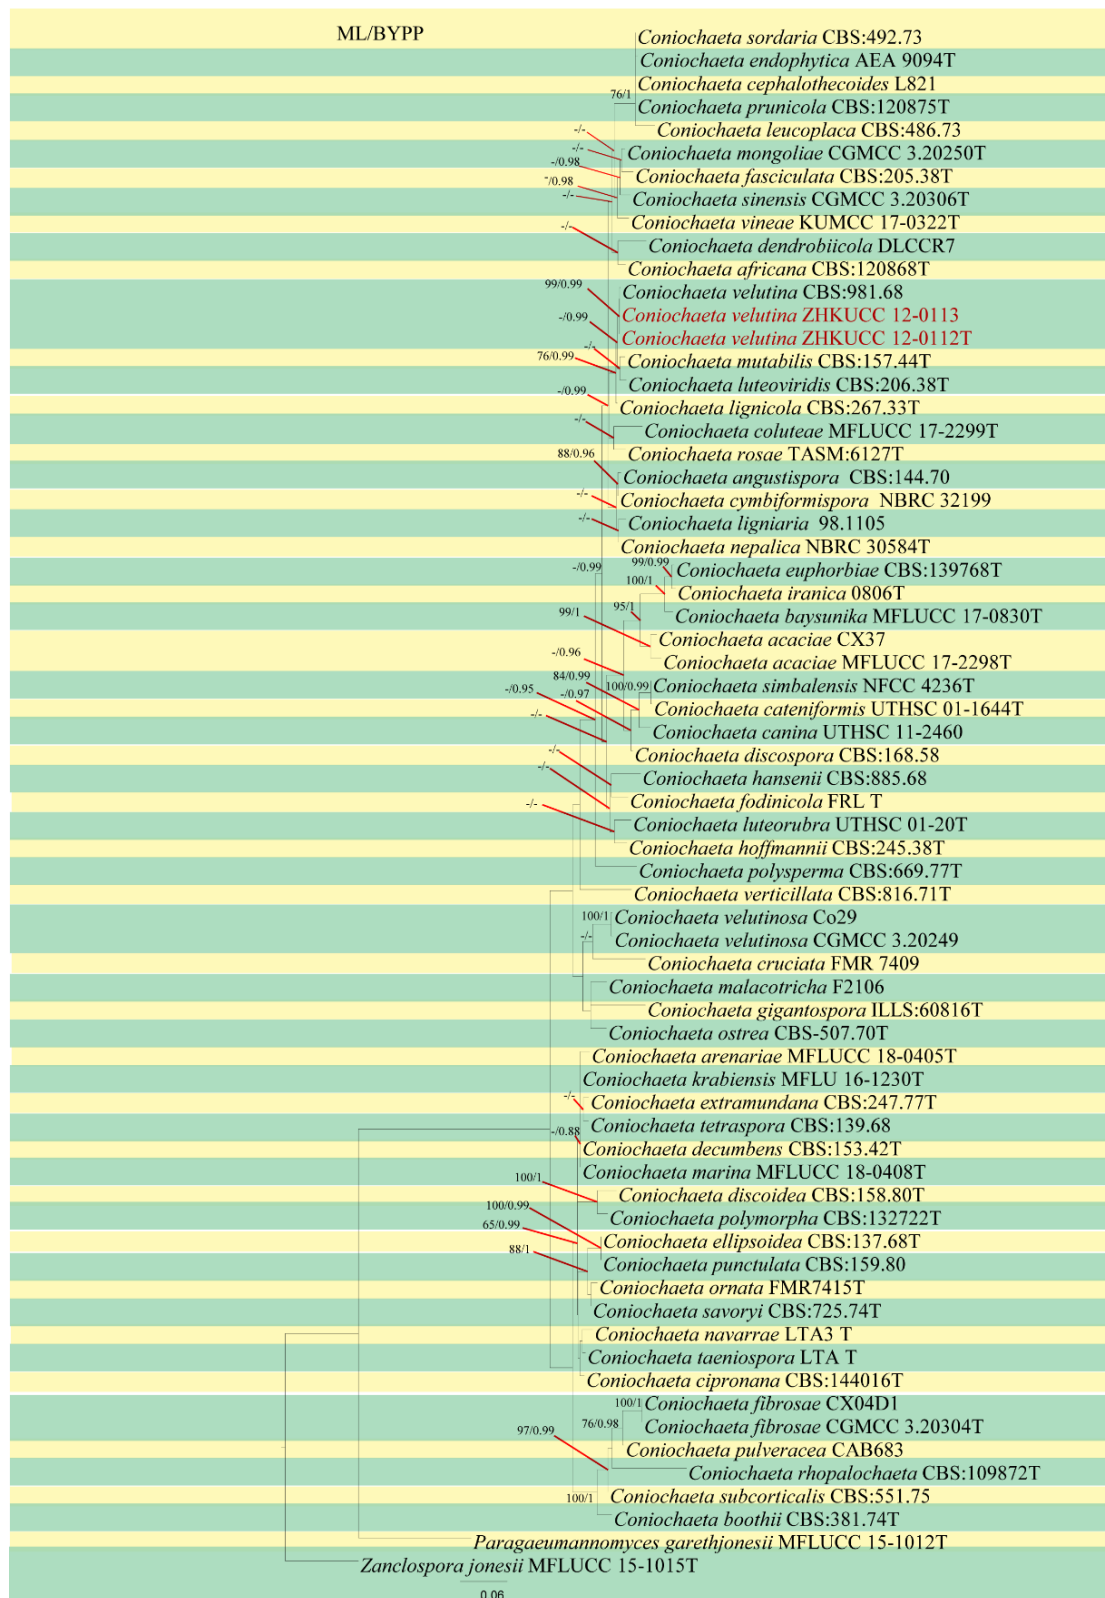 ML/BYPP
Coniochaeta sordaria CBS:492.73
Coniochaeta endophytica AEA 9094T
Coniochaeta cephalothecoides L821
76/1
Coniochaeta prunicola CBS:120875T
Coniochaeta leucoplaca CBS:486.73
-/-
Coniochaeta mongoliae CGMCC 3.20250T
-/-
-/0.98
Coniochaeta fasciculata CBS:205.38T
-/0.98
-/-
Coniochaeta sinensis CGMCC 3.20306T
Coniochaeta vineae KUMCC 17-0322T
-/-
Coniochaeta dendrobiicola DLCCR7
Coniochaeta africana CBS:120868T
99/0.99
Coniochaeta velutina CBS:981.68
-/0.99
Coniochaeta velutina ZHKUCC 12-0113
Coniochaeta velutina ZHKUCC 12-0112T
-/-
76/0.99
Coniochaeta mutabilis CBS:157.44T
Coniochaeta luteoviridis CBS:206.38T
-/0.99
Coniochaeta lignicola CBS:267.33T
-/-
Coniochaeta coluteae MFLUCC 17-2299T
88/0.96
Coniochaeta rosae TASM:6127T
Coniochaeta angustispora CBS:144.70
-/-
Coniochaeta cymbiformispora NBRC 32199
-/-
Coniochaeta ligniaria 98.1105
Coniochaeta nepalica NBRC 30584T
99/0.99
-/0.99
Coniochaeta euphorbiae CBS:139768T
100/1
Coniochaeta iranica 0806T
95/1
99/1
Coniochaeta baysunika MFLUCC 17-0830T
Coniochaeta acaciae CX37
-/0.96
Coniochaeta acaciae MFLUCC 17-2298T
84/0.99
100/0.99
Coniochaeta simbalensis NFCC 4236T
-/0.95
-/0.97
Coniochaeta cateniformis UTHSC 01-1644T
-/-
Coniochaeta canina UTHSC 11-2460
Coniochaeta discospora CBS:168.58
-/-
Coniochaeta hansenii CBS:885.68
-/-
Coniochaeta fodinicola FRL T
-/-
Coniochaeta luteorubra UTHSC 01-20T
Coniochaeta hoffmannii CBS:245.38T
Coniochaeta polysperma CBS:669.77T
Coniochaeta verticillata CBS:816.71T
100/1
Coniochaeta velutinosa Co29
-/-
Coniochaeta velutinosa CGMCC 3.20249
Coniochaeta cruciata FMR 7409
Coniochaeta malacotricha F2106
Coniochaeta gigantospora ILLS:60816T
Coniochaeta ostrea CBS-507.70T
Coniochaeta arenariae MFLUCC 18-0405T
Coniochaeta krabiensis MFLU 16-1230T
-/-
Coniochaeta extramundana CBS:247.77T
-/0.88
Coniochaeta tetraspora CBS:139.68
Coniochaeta decumbens CBS:153.42T
Coniochaeta marina MFLUCC 18-0408T
100/1
Coniochaeta discoidea CBS:158.80T
100/0.99
Coniochaeta polymorpha CBS:132722T
65/0.99
Coniochaeta ellipsoidea CBS:137.68T
88/1
Coniochaeta punctulata CBS:159.80
Coniochaeta ornata FMR7415T
Coniochaeta savoryi CBS:725.74T
Coniochaeta navarrae LTA3 T
Coniochaeta taeniospora LTA T
Coniochaeta cipronana CBS:144016T
100/1
Coniochaeta fibrosae CX04D1
76/0.98
Coniochaeta fibrosae CGMCC 3.20304T
97/0.99
Coniochaeta pulveracea CAB683
Coniochaeta rhopalochaeta CBS:109872T
100/1
Coniochaeta subcorticalis CBS:551.75
Coniochaeta boothii CBS:381.74T
Paragaeumannomyces garethjonesii MFLUCC 15-1012T
Zanclospora jonesii MFLUCC 15-1015T
0.06